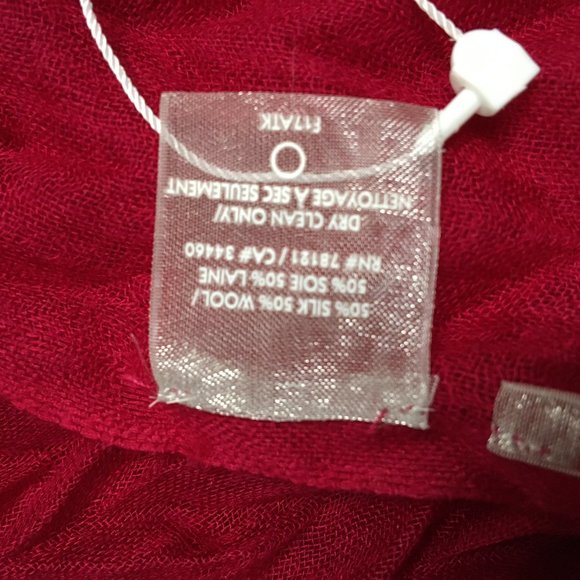 50% SILK 50% WOOL/
50% SOIE 50% LAINE
RN# 78121 / CA# 34460
DRY CLEAN ONLY/
NETTOYAGE À SEC SEULEMENT
F17ATK